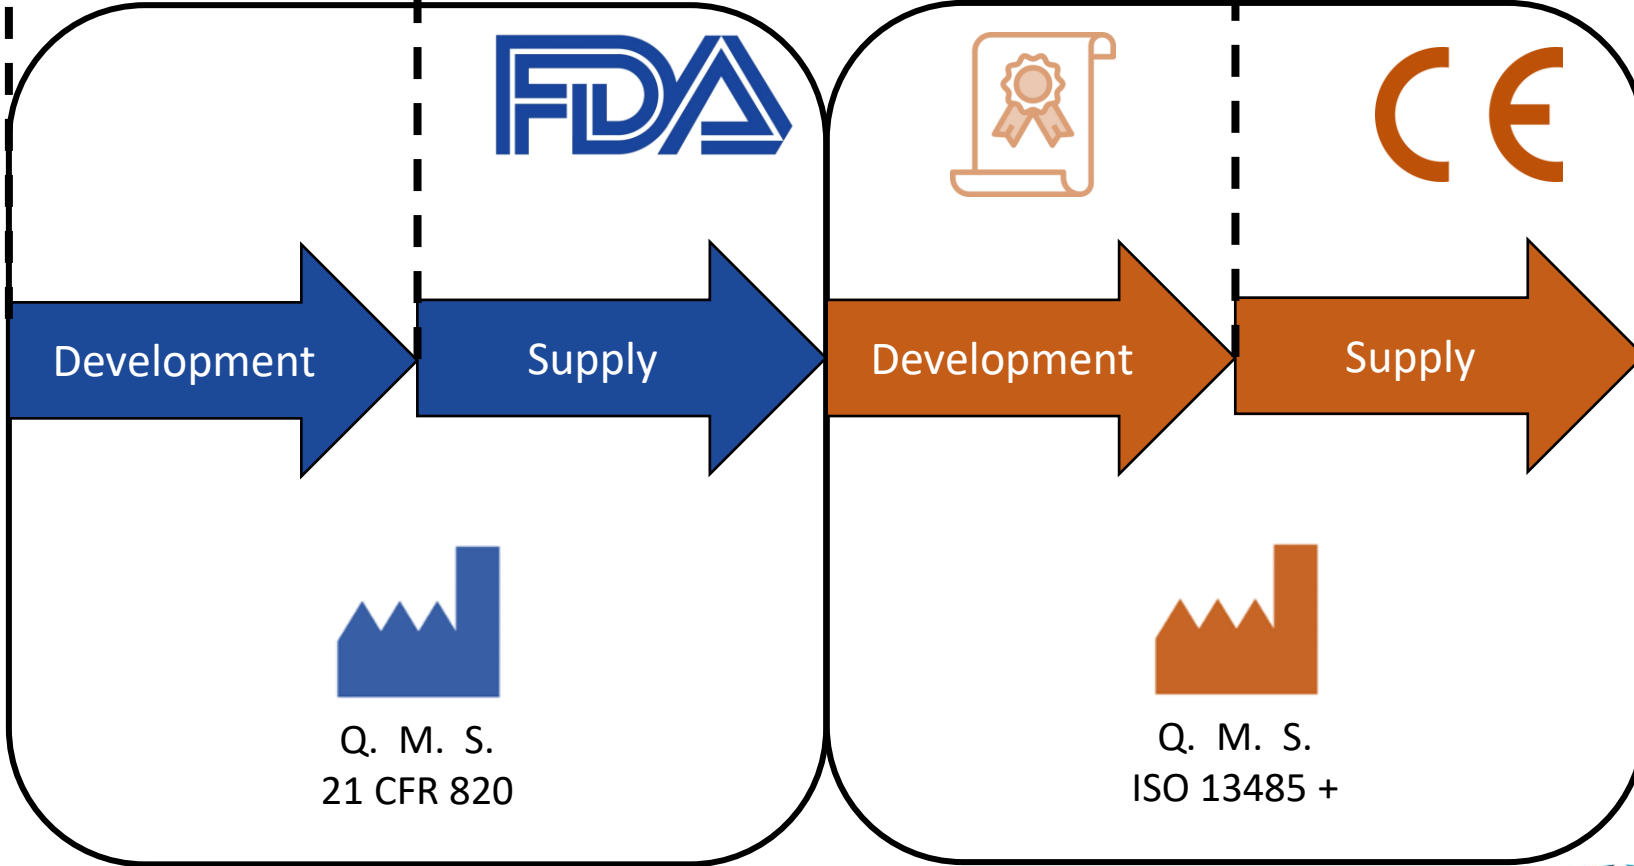 FDA
CE
Development
Supply
Development
Supply
Q. M. S.
21 CFR 820
Q. M. S.
ISO 13485 +